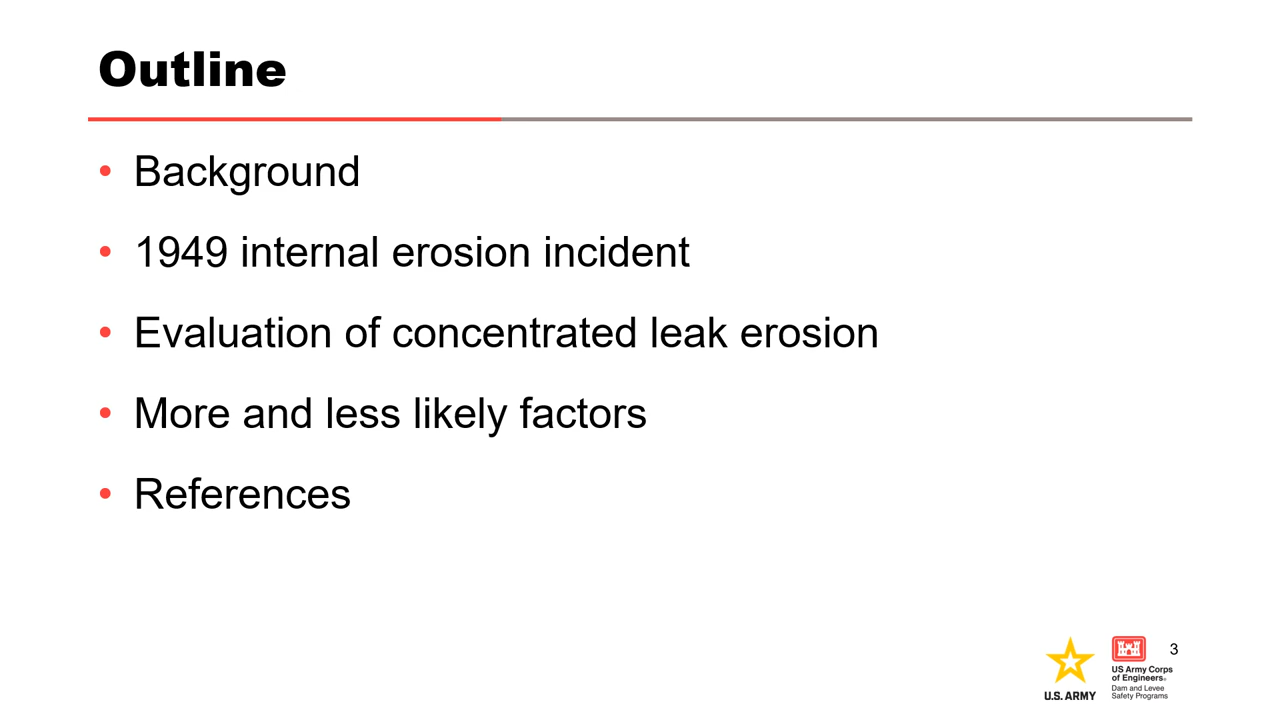 Outline
• Background
• 1949 internal erosion incident
• Evaluation of concentrated leak erosion
• More and less likely factors
• References
3
U.S. ARMY
US Army Corps
of Engineers®
Dam and Levee
Safety Programs